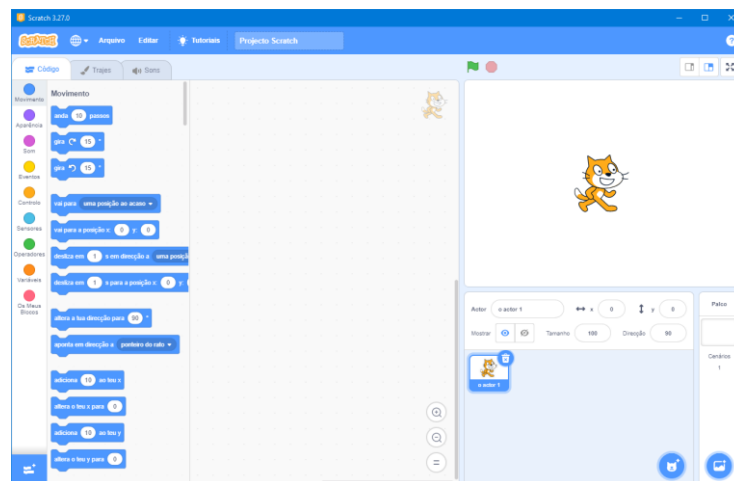 Scratch 3.27.0
SCRATCH Arquivo Editar Tutoriais Projecto Scratch ?
Código Trajes Sons
Movimento
Aparência
Som
Eventos
Controlo
Sensores
Operadores
Variáveis
Os Meus
Blocos
Movimento
anda 10 passos
gira 15 °
gira 15 °
vai para uma posição ao acaso
vai para a posição x: 0 y: 0
desliza em 1 s em direcção a uma posiçã
desliza em 1 s para a posição x: 0 y:
altera a tua direcção para 90 °
aponta em direcção a ponteiro do rato
adiciona 10 ao teu x
altera o teu x para 0
adiciona 10 ao teu y
altera o teu y para 0
Actor o actor 1 x 0 y 0
Mostrar Tamanho 100 Direcção 90
o actor 1
Palco
Cenários
1